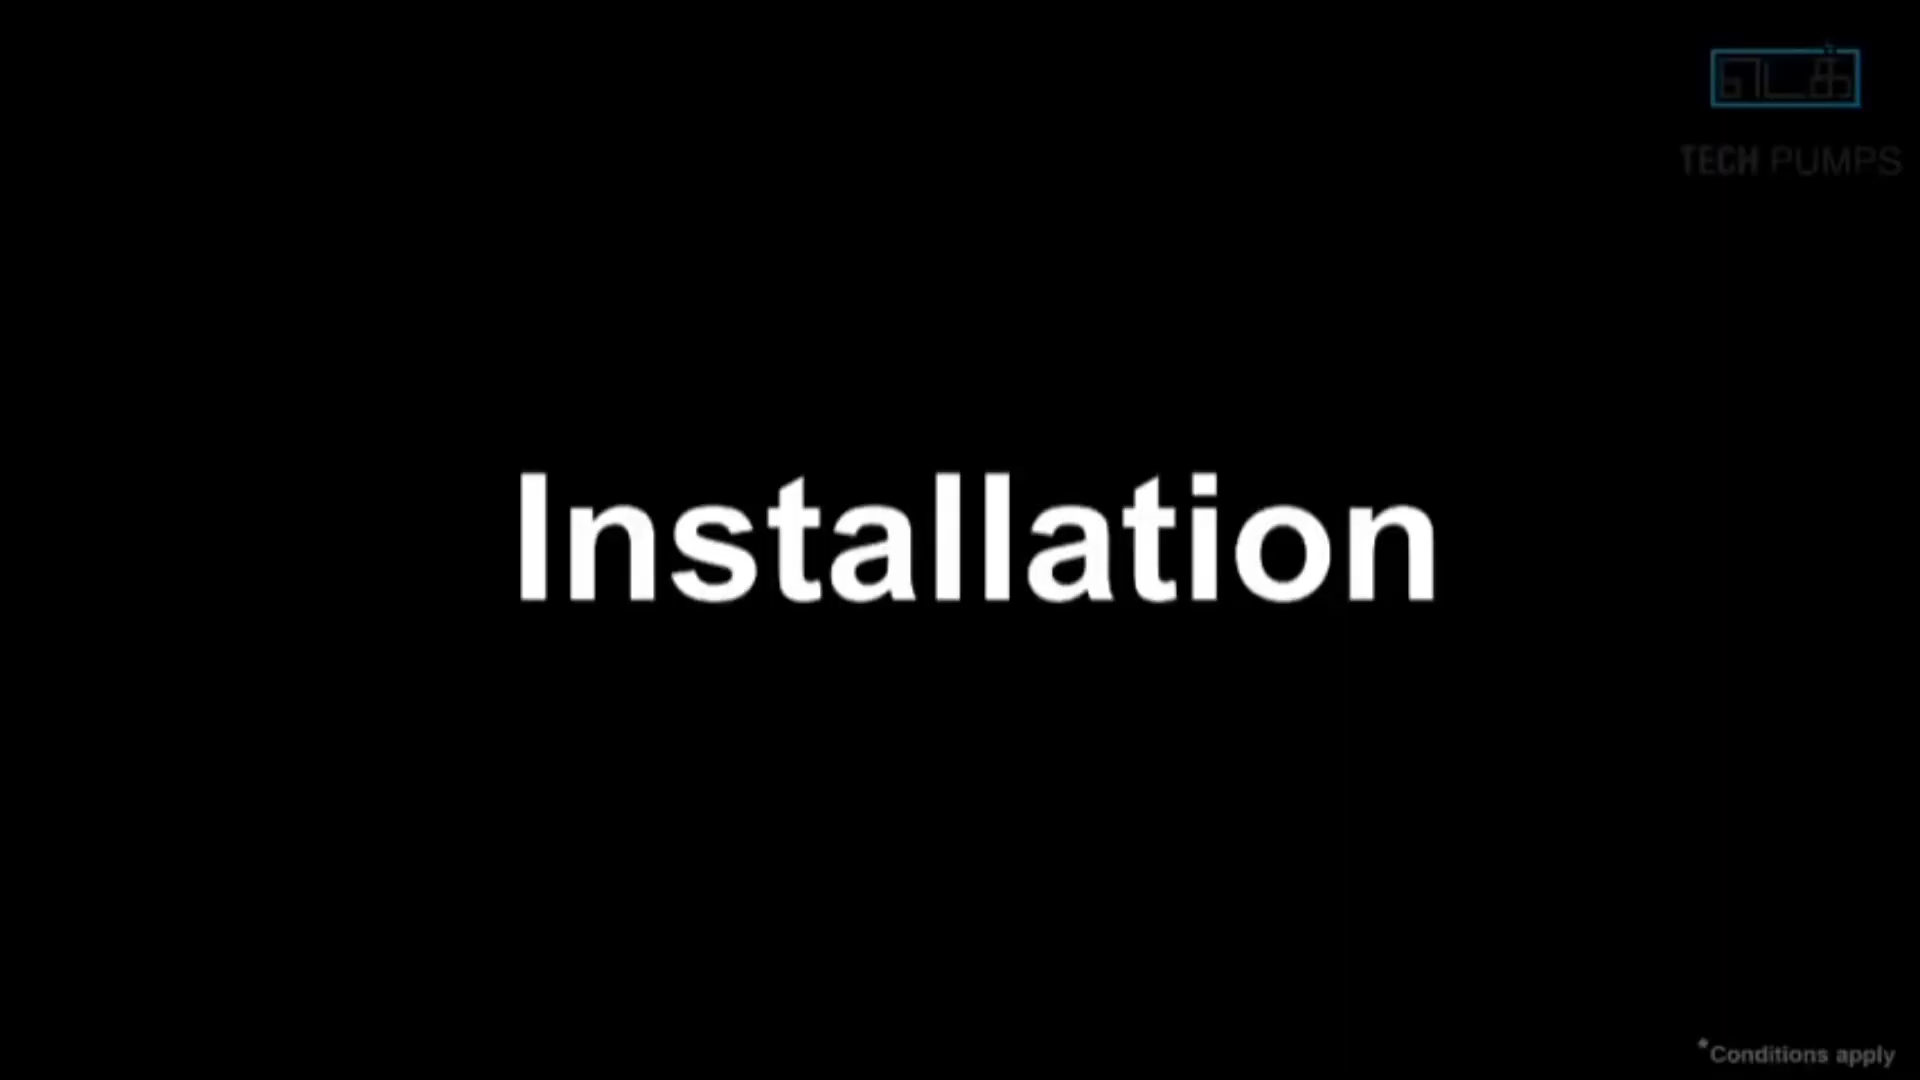 டெக்
TECH PUMPS
Installation
*Conditions apply